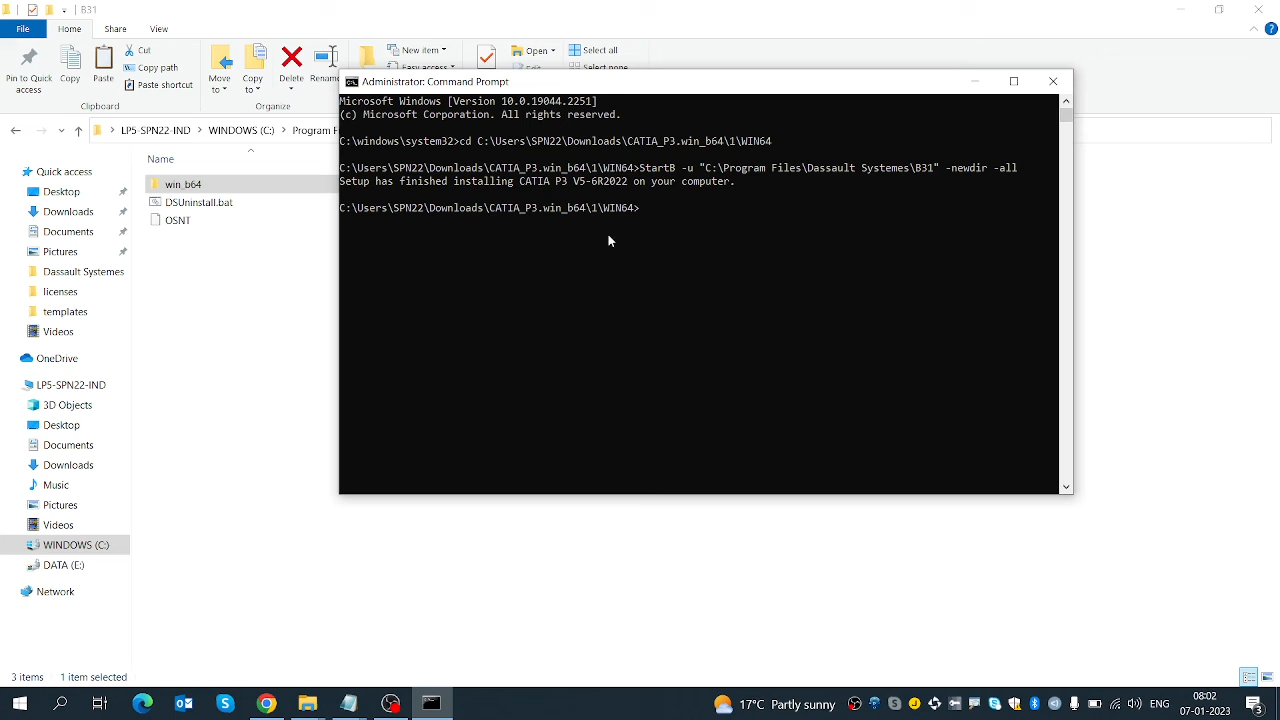 B31
File
Home
Share
View
Pin to Quick access
Copy
Paste
Cut
Copy path
Paste shortcut
Clipboard
Move to
Copy to
Delete
Rename
Organize
New item
Easy access
Open
Edit
Select all
Select none
LP5-SPN22-IND
WINDOWS (C:)
Program F
Administrator: Command Prompt
Microsoft Windows [Version 10.0.19044.2251]
(c) Microsoft Corporation. All rights reserved.
C:\windows\system32>cd C:\Users\SPN22\Downloads\CATIA_P3.win_b64\1\WIN64
C:\Users\SPN22\Downloads\CATIA_P3.win_b64\1\WIN64>StartB -u "C:\Program Files\Dassault Systemes\B31" -newdir -all
Setup has finished installing CATIA P3 V5-6R2022 on your computer.
C:\Users\SPN22\Downloads\CATIA_P3.win_b64\1\WIN64>
Name
win_b64
DSUninstall.bat
OSNT
Quick access
Desktop
Downloads
Documents
Pictures
Dassault Systemes
licenses
templates
Videos
OneDrive
LP5-SPN22-IND
3D Objects
Desktop
Documents
Downloads
Music
Pictures
Videos
WINDOWS (C:)
DATA (E:)
Network
3 items
1 item selected
17°C Partly sunny
ENG
08:02
07-01-2023
3